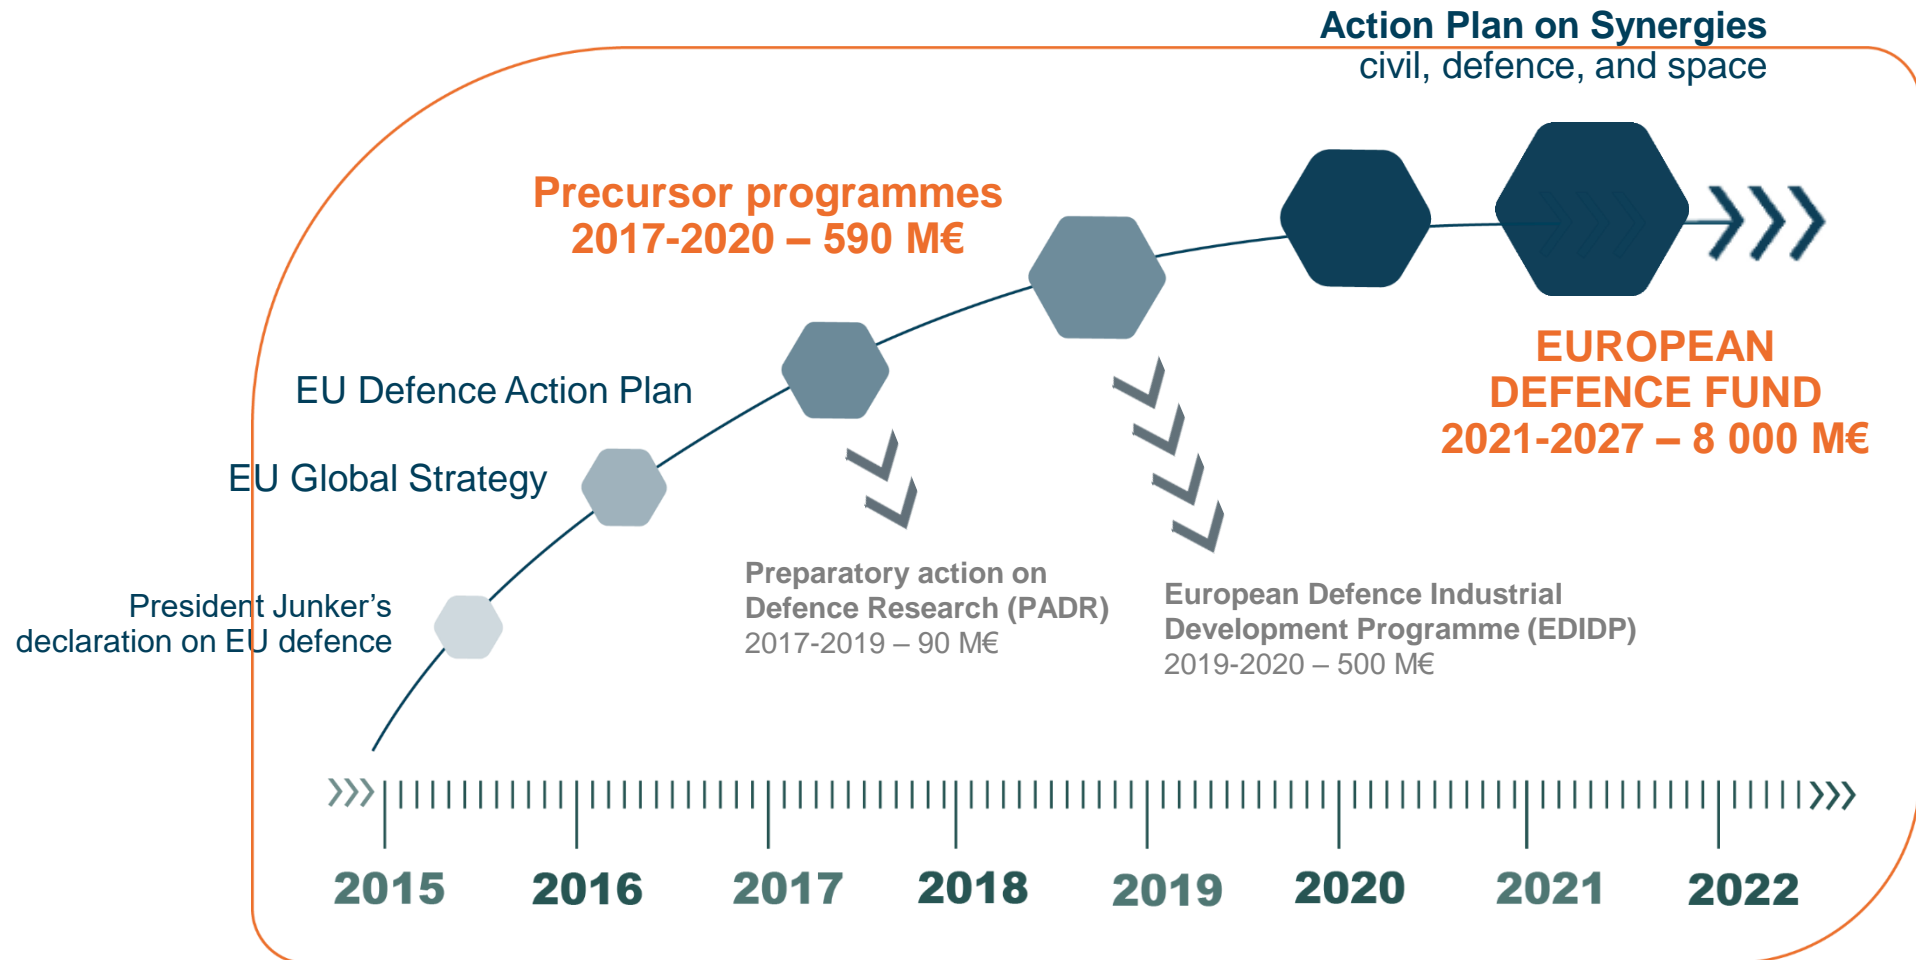 Action Plan on Synergies
civil, defence, and space
Precursor programmes
2017-2020 – 590 M€
EUROPEAN
DEFENCE FUND
2021-2027 – 8 000 M€
EU Defence Action Plan
EU Global Strategy
President Junker’s
declaration on EU defence
Preparatory action on
Defence Research (PADR)
2017-2019 – 90 M€
European Defence Industrial
Development Programme (EDIDP)
2019-2020 – 500 M€
2015 2016 2017 2018 2019 2020 2021 2022